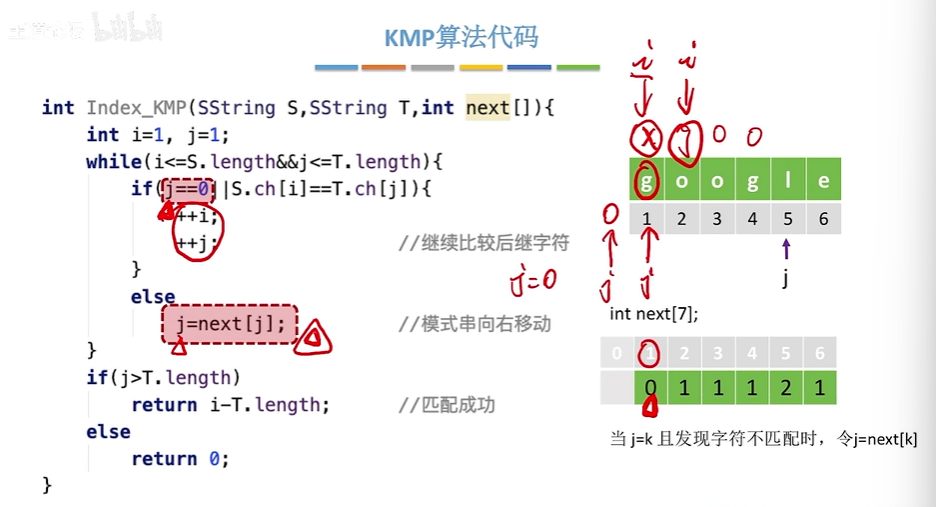 bilibili
KMP算法代码
int Index_KMP(SString S,SString T,int next[]){
int i=1, j=1;
while(i<=S.length&&j<=T.length){
if(j==0||S.ch[i]==T.ch[j]){
++i;
++j; //继续比较后继字符
}
else
j=next[j]; //模式串向右移动
}
if(j>T.length)
return i-T.length; //匹配成功
else
return 0;
}
i i
x g o o
g o o g l e
0 1 2 3 4 5 6
j j j
j=0
int next[7];
0 1 2 3 4 5 6
0 1 1 1 2 1
当 j=k 且发现字符不匹配时，令j=next[k]